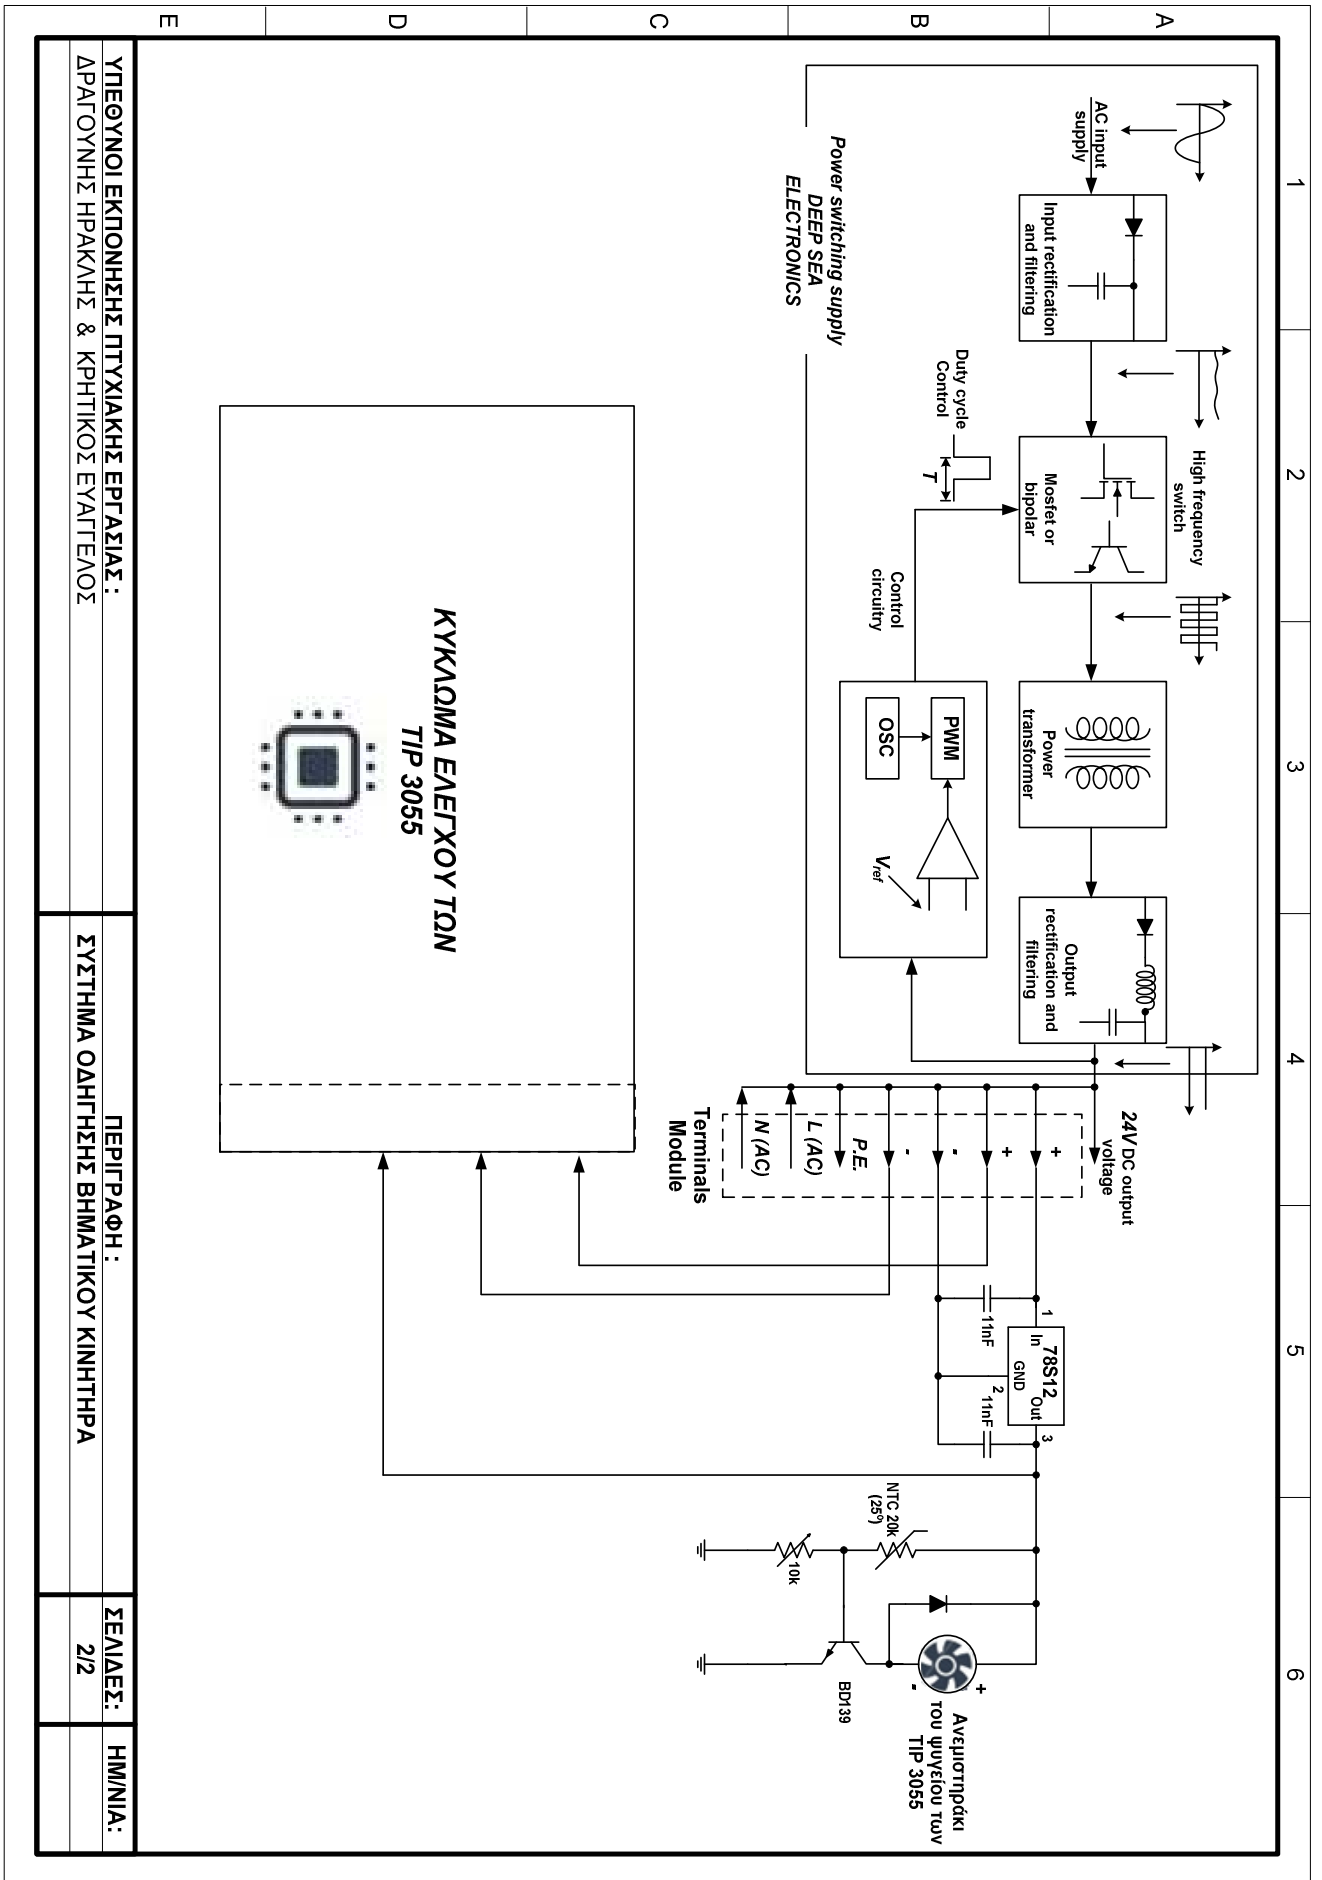 1
2
3
4
5
6
A
B
C
D
E
AC input
supply
Input rectification
and filtering
High frequency
switch
Mosfet or
bipolar
Power
transformer
Output
rectification and
filtering
24V DC output
voltage
Duty cycle
Control
T
Control
circuitry
PWM
OSC
Vref
Power switching supply
DEEP SEA
ELECTRONICS
+
+
-
-
P.E.
L (AC)
N (AC)
Terminals
Module
1
In
78S12
GND
2
Out
3
11nF
11nF
NTC 20k
(25º)
10k
BD139
+
-
Ανεμιστηράκι
του ψυγείου των
TIP 3055
ΚΥΚΛΩΜΑ ΕΛΕΓΧΟΥ ΤΩΝ
TIP 3055
ΥΠΕΘΥΝΟΙ ΕΚΠΟΝΗΣΗΣ ΠΤΥΧΙΑΚΗΣ ΕΡΓΑΣΙΑΣ :
ΔΡΑΓΟΥΝΗΣ ΗΡΑΚΛΗΣ & ΚΡΗΤΙΚΟΣ ΕΥΑΓΓΕΛΟΣ
ΠΕΡΙΓΡΑΦΗ :
ΣΥΣΤΗΜΑ ΟΔΗΓΗΣΗΣ ΒΗΜΑΤΙΚΟΥ ΚΙΝΗΤΗΡΑ
ΣΕΛΙΔΕΣ:
2/2
ΗΜ/ΝΙΑ: